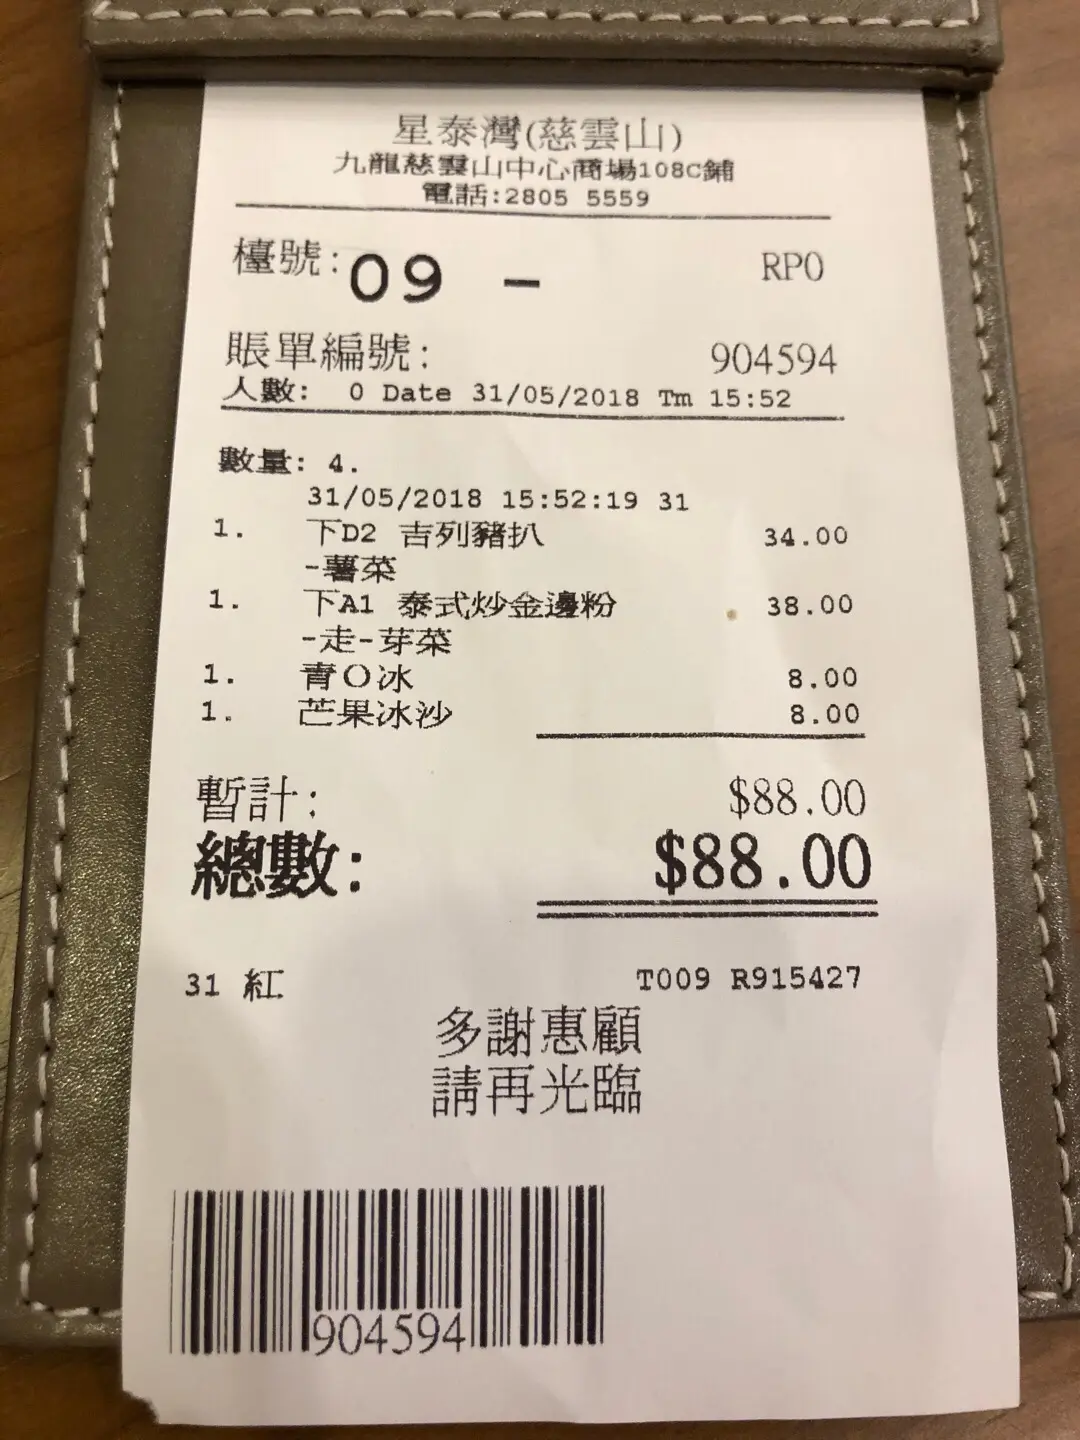 星泰灣(慈雲山)
九龍慈雲山中心商場108C鋪
電話:2805 5559
檯號: 09 - RP0
賬單編號: 904594
人數: 0 Date 31/05/2018 Tm 15:52
數量: 4.
31/05/2018 15:52:19 31
1. 下D2 吉列豬扒 34.00
-薯菜
1. 下A1 泰式炒金邊粉 38.00
-走-芽菜
1. 青〇冰 8.00
1. 芒果冰沙 8.00
暫計: $88.00
總數: $88.00
31 紅 T009 R915427
多謝惠顧
請再光臨
904594